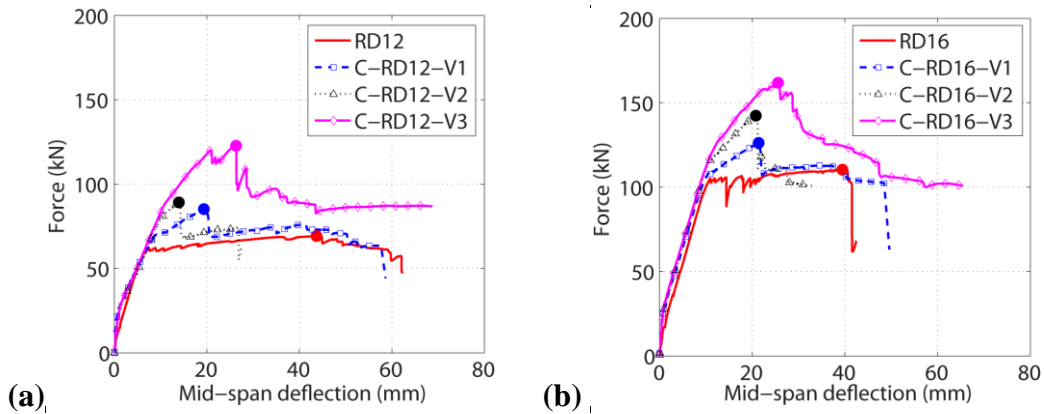 200
150
100
50
0
Force (kN)
0
20
40
60
80
Mid−span deflection (mm)
RD12
C−RD12−V1
C−RD12−V2
C−RD12−V3
(a)
200
150
100
50
0
Force (kN)
0
20
40
60
80
Mid−span deflection (mm)
RD16
C−RD16−V1
C−RD16−V2
C−RD16−V3
(b)